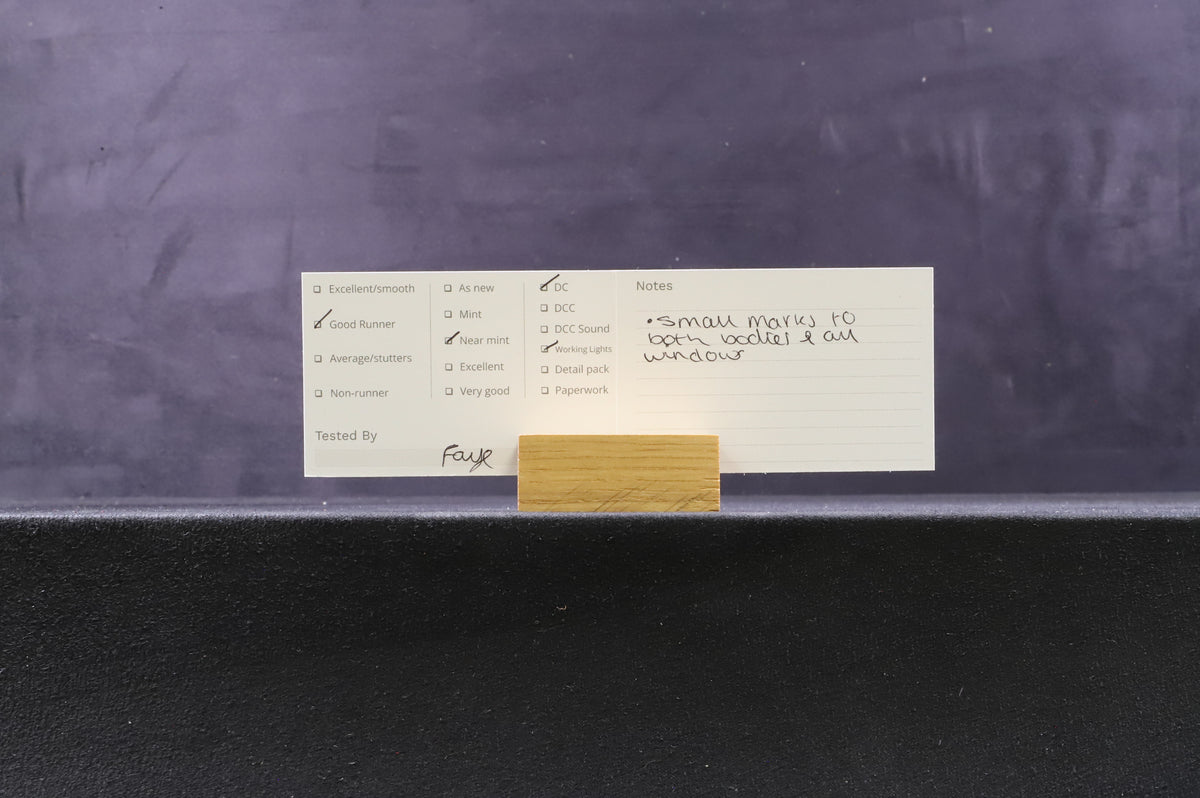 Excellent/smooth
Good Runner
Average/stutters
Non-runner
Tested By
Faye
As new
Mint
Near mint
Excellent
Very good
DC
DCC
DCC Sound
Working Lights
Detail pack
Paperwork
Notes
• small marks to
both bodies & all
windows